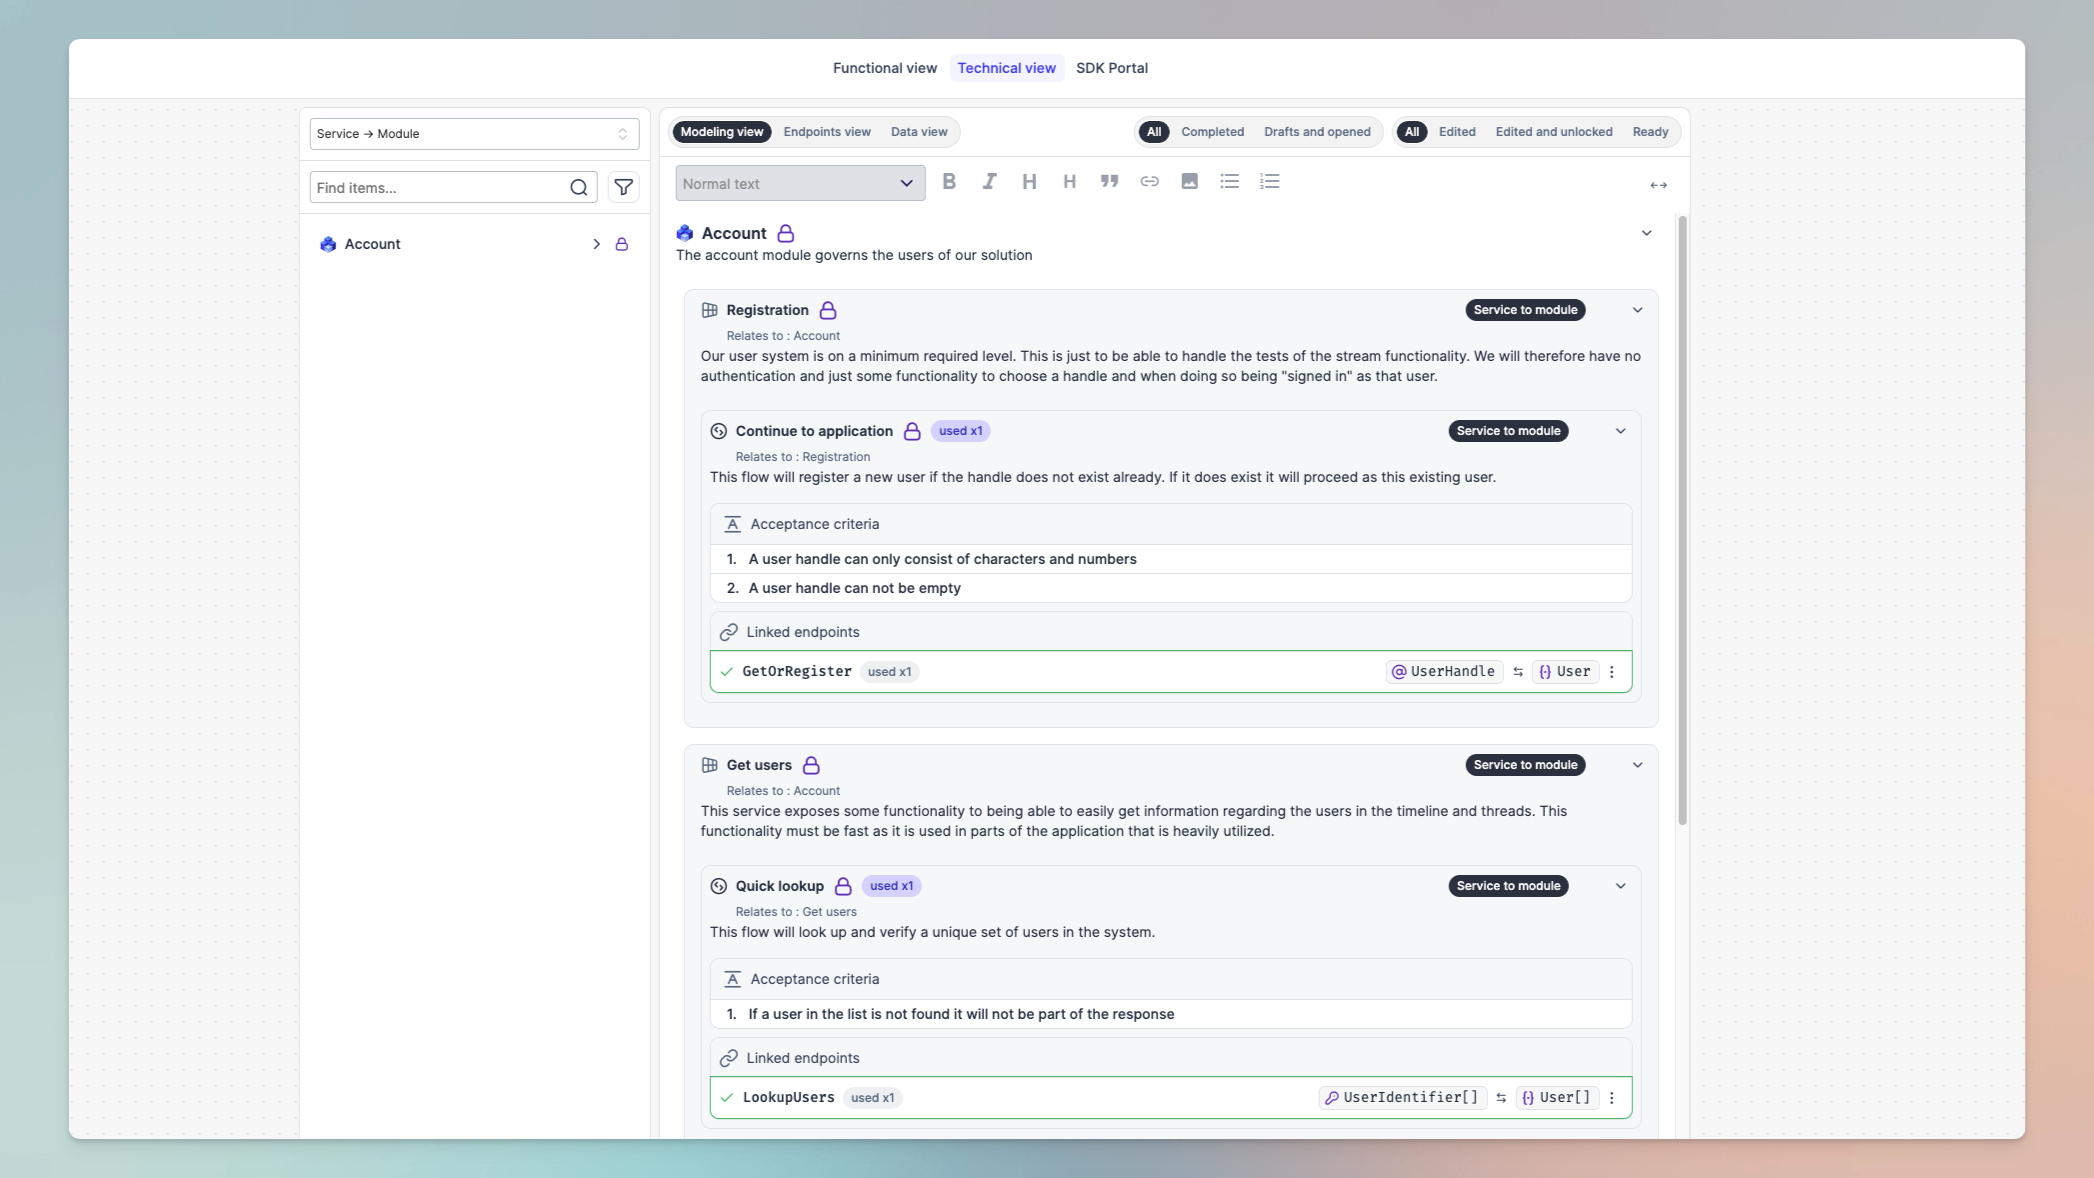 Functional view
Technical view
SDK Portal
Service → Module
Find items...
Account
Modeling view
Endpoints view
Data view
All
Completed
Drafts and opened
All
Edited
Edited and unlocked
Ready
Normal text
Account
The account module governs the users of our solution
Registration
Service to module
Relates to : Account
Our user system is on a minimum required level. This is just to be able to handle the tests of the stream functionality. We will therefore have no
authentication and just some functionality to choose a handle and when doing so being "signed in" as that user.
Continue to application
used x1
Service to module
Relates to : Registration
This flow will register a new user if the handle does not exist already. If it does exist it will proceed as this existing user.
Acceptance criteria
1. A user handle can only consist of characters and numbers
2. A user handle can not be empty
Linked endpoints
GetOrRegister
used x1
UserHandle
User
Get users
Service to module
Relates to : Account
This service exposes some functionality to being able to easily get information regarding the users in the timeline and threads. This
functionality must be fast as it is used in parts of the application that is heavily utilized.
Quick lookup
used x1
Service to module
Relates to : Get users
This flow will look up and verify a unique set of users in the system.
Acceptance criteria
1. If a user in the list is not found it will not be part of the response
Linked endpoints
LookupUsers
used x1
UserIdentifier[]
User[]